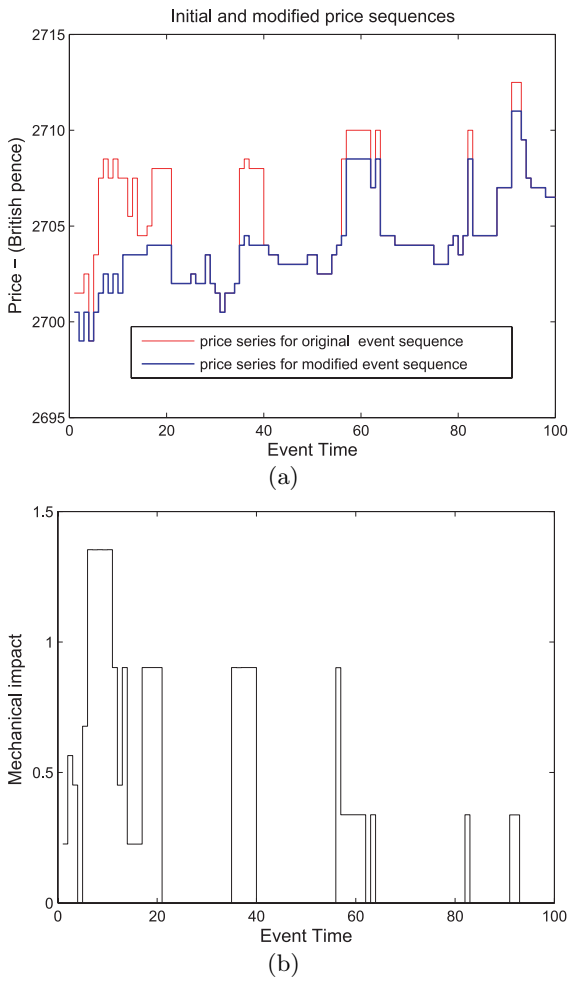 Initial and modified price sequences
Price − (British pence)
2715
2710
2705
2700
2695
price series for original event sequence
price series for modified event sequence
0 20 40 60 80 100
Event Time
(a)
Mechanical impact
1.5
1
0.5
0
0 20 40 60 80 100
Event Time
(b)